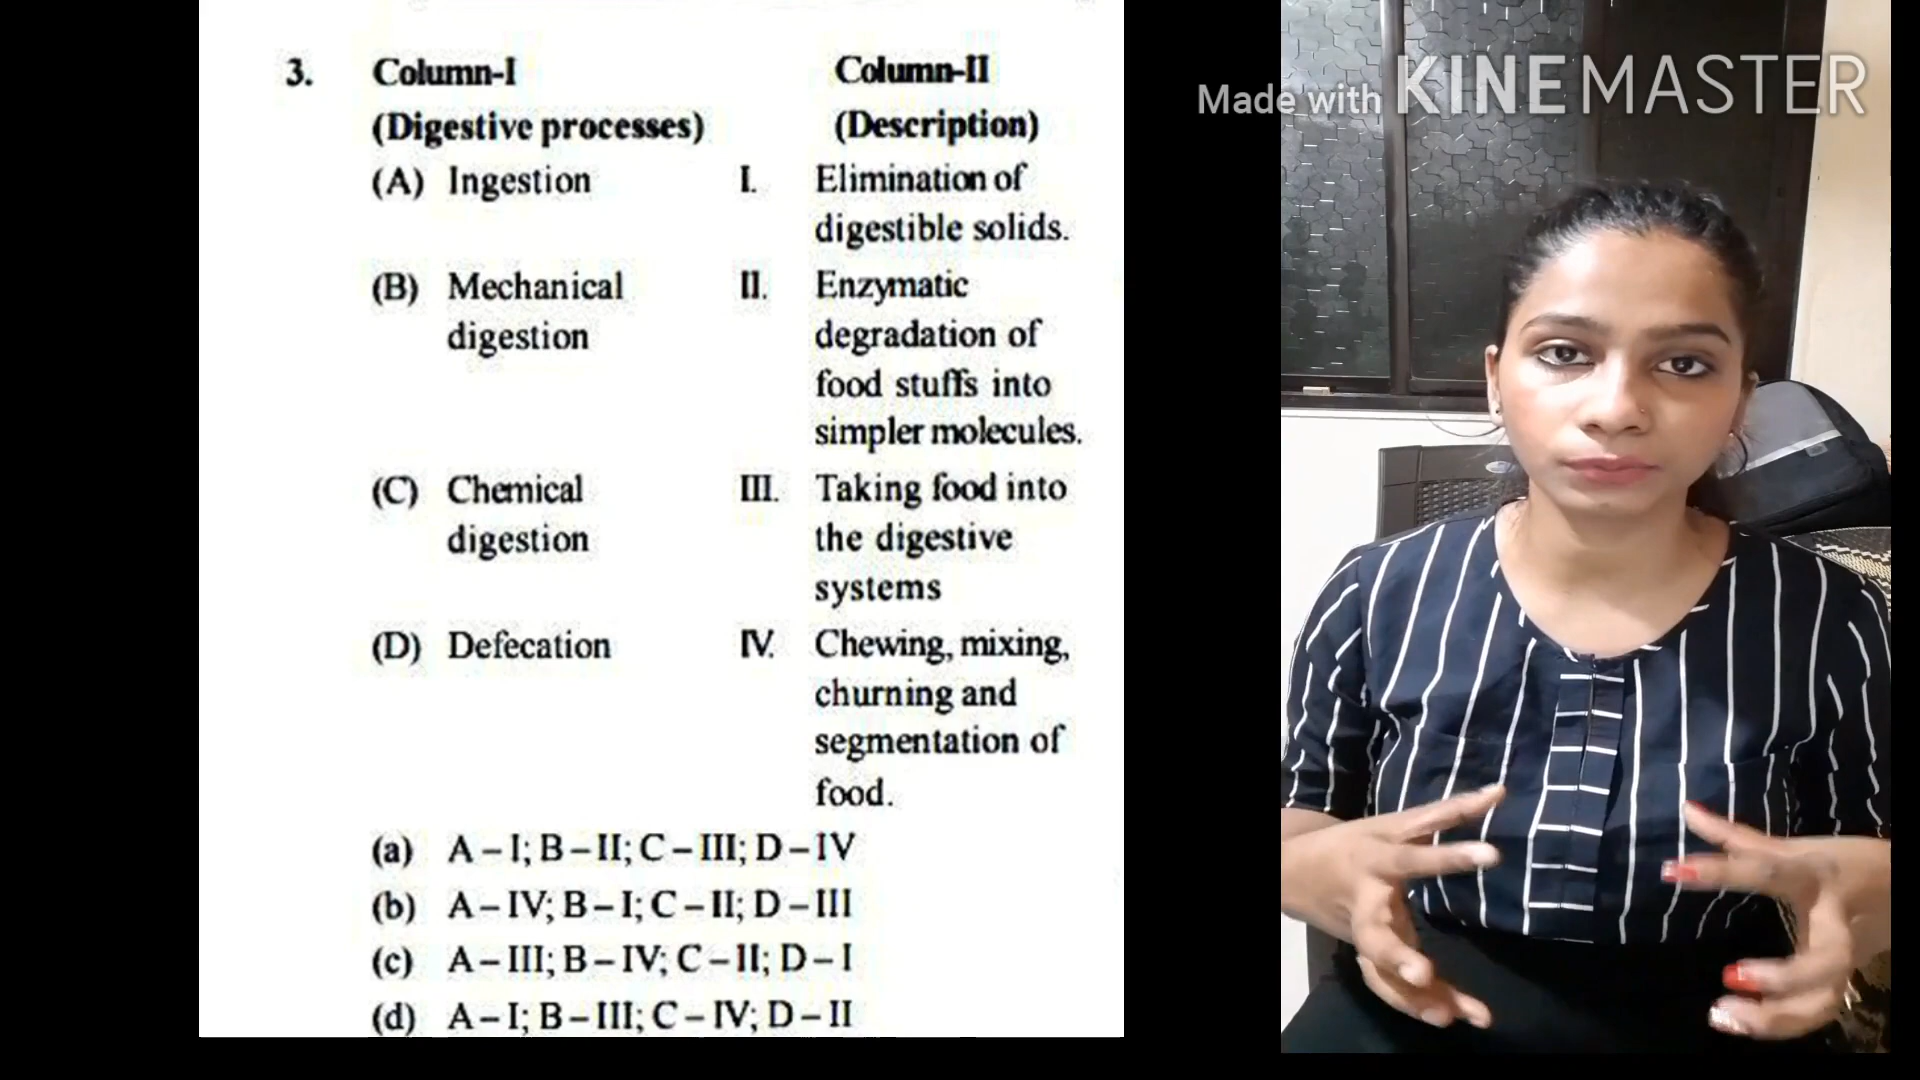 3. Column-I Column-II
(Digestive processes) (Description)
(A) Ingestion I. Elimination of
digestible solids.
(B) Mechanical II. Enzymatic
digestion degradation of
food stuffs into
simpler molecules.
(C) Chemical III. Taking food into
digestion the digestive
systems
(D) Defecation IV. Chewing, mixing,
churning and
segmentation of
food.
(a) A – I; B – II; C – III; D – IV
(b) A – IV; B – I; C – II; D – III
(c) A – III; B – IV; C – II; D – I
(d) A – I; B – III; C – IV; D – II
Made with KINEMASTER